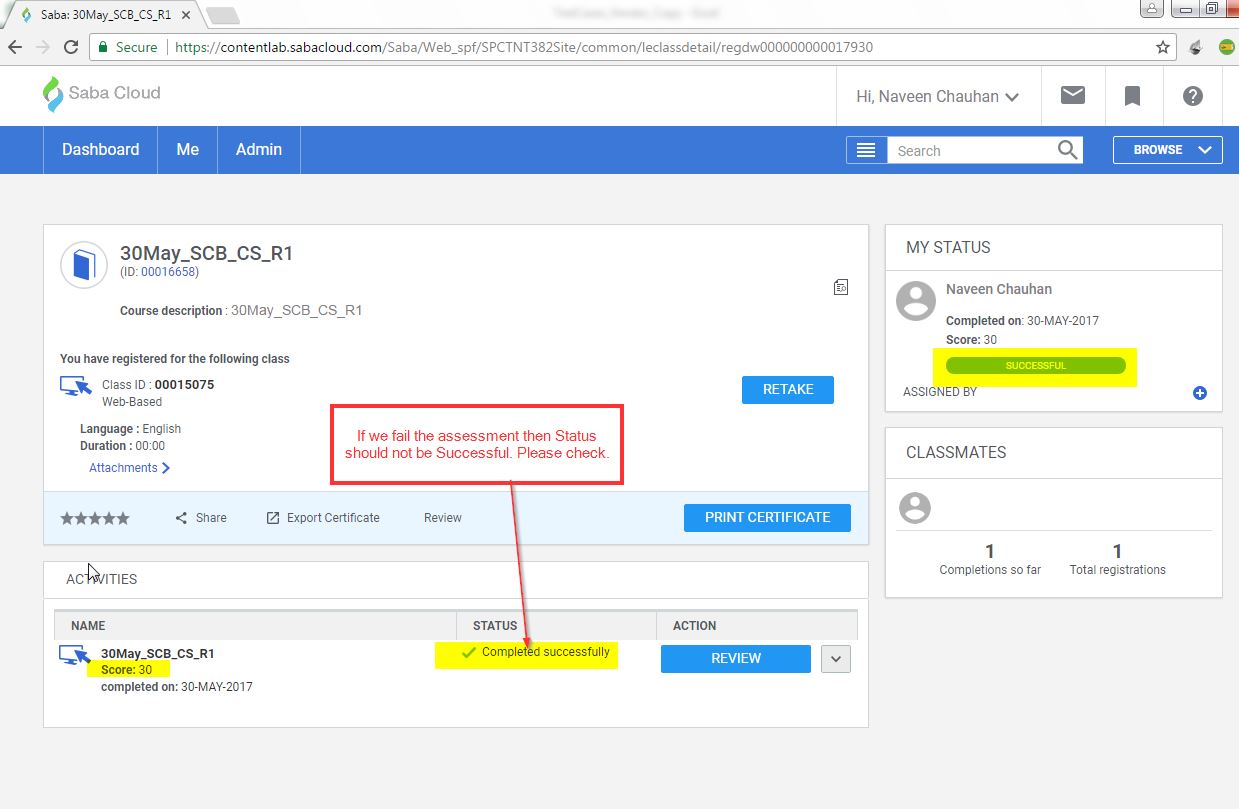 Saba: 30May_SCB_CS_R1
Secure
https://contentlab.sabacloud.com/Saba/Web_spf/SPCTNT382Site/common/leclassdetail/regdw000000000017930
Saba Cloud
Hi, Naveen Chauhan
Dashboard
Me
Admin
Search
BROWSE
30May_SCB_CS_R1
(ID: 00016658)
Course description : 30May_SCB_CS_R1
You have registered for the following class
Class ID : 00015075
Web-Based
RETAKE
Language : English
Duration : 00:00
Attachments
If we fail the assessment then Status
should not be Successful. Please check.
Share
Export Certificate
Review
PRINT CERTIFICATE
ACTIVITIES
NAME
STATUS
ACTION
30May_SCB_CS_R1
Score: 30
completed on: 30-MAY-2017
Completed successfully
REVIEW
MY STATUS
Naveen Chauhan
Completed on: 30-MAY-2017
Score: 30
SUCCESSFUL
ASSIGNED BY
CLASSMATES
1
Completions so far
1
Total registrations